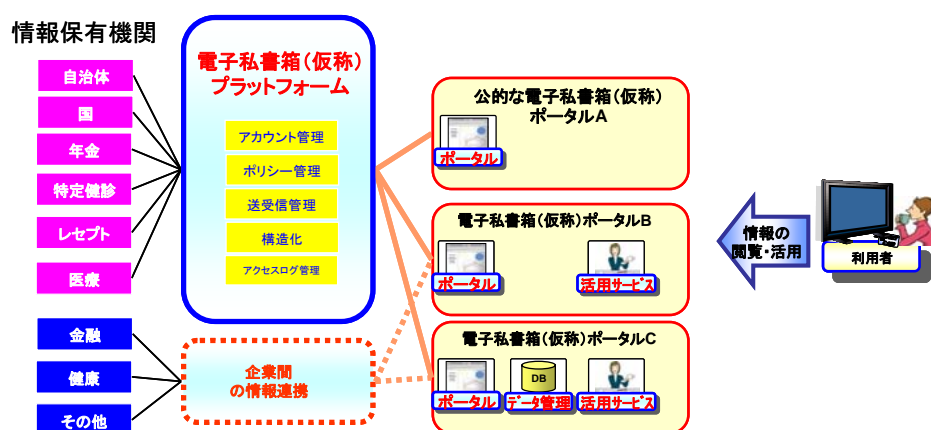 情報保有機関
自治体
国
年金
特定健診
レセプト
医療
金融
健康
その他
電子私書箱(仮称)
プラットフォーム
アカウント管理
ポリシー管理
送受信管理
構造化
アクセスログ管理
企業間
の情報連携
公的な電子私書箱(仮称)
ポータルA
ポータル
電子私書箱(仮称)ポータルB
ポータル
活用サービス
電子私書箱(仮称)ポータルC
ポータル
DB
データ管理
活用サービス
情報の
閲覧・活用
利用者